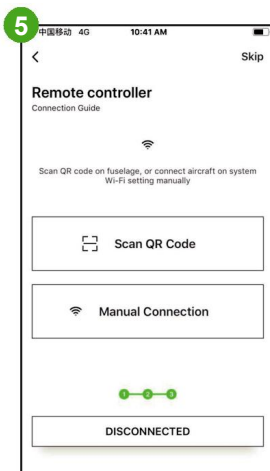 5
中国移动 4G 10:41 AM
Skip
Remote controller
Connection Guide
Scan QR code on fuselage, or connect aircraft on system
Wi-Fi setting manually
Scan QR Code
Manual Connection
1 2 3
DISCONNECTED